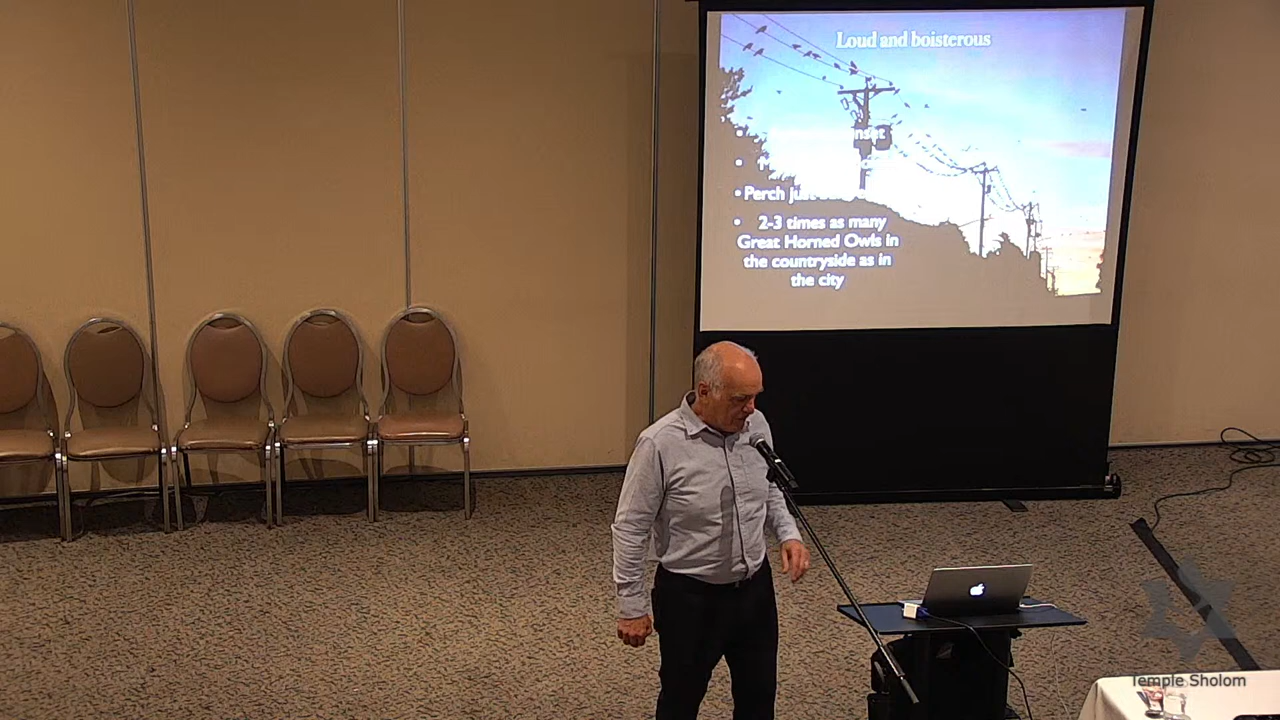 Loud and boisterous
•
•
• Perch
• 2-3 times as many
Great Horned Owls in
the countryside as in
the city
Temple Sholom